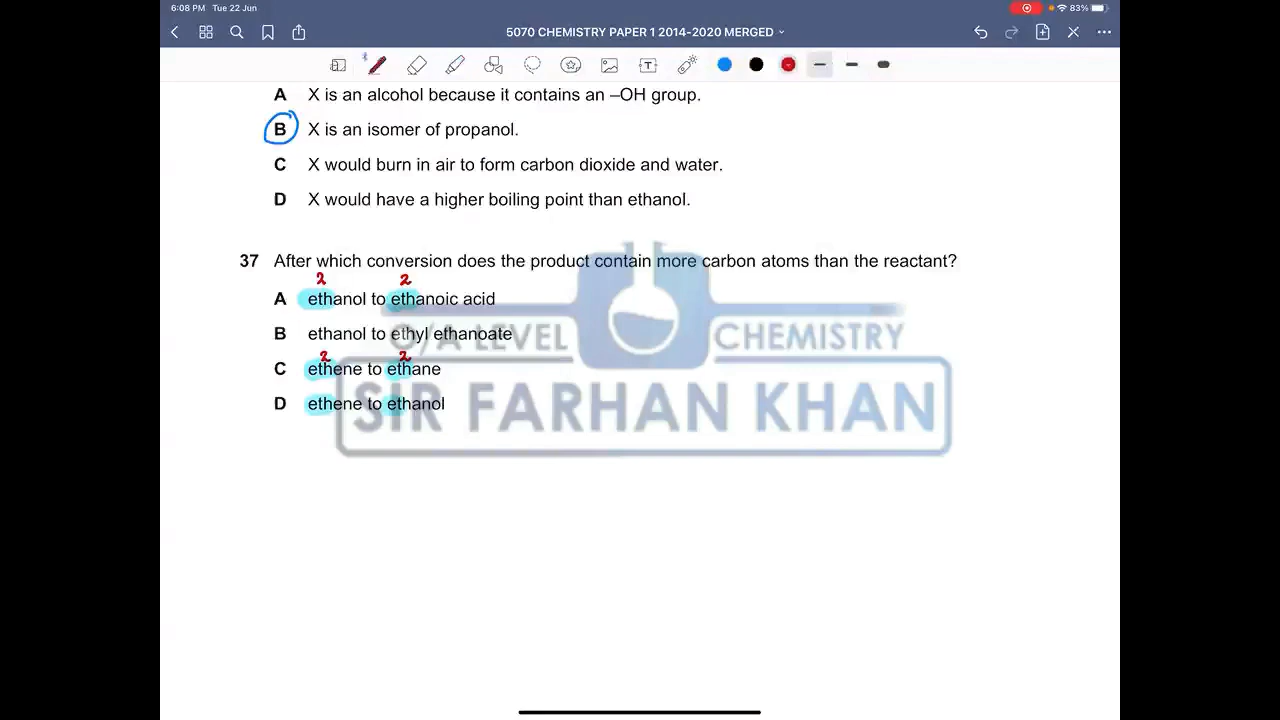 6:08 PM Tue 22 Jun
83%
5070 CHEMISTRY PAPER 1 2014-2020 MERGED
A X is an alcohol because it contains an –OH group.
B X is an isomer of propanol.
C X would burn in air to form carbon dioxide and water.
D X would have a higher boiling point than ethanol.
37 After which conversion does the product contain more carbon atoms than the reactant?
2 2
A ethanol to ethanoic acid
B ethanol to ethyl ethanoate
2 2
C ethene to ethane
D ethene to ethanol
O/A LEVEL CHEMISTRY
SIR FARHAN KHAN